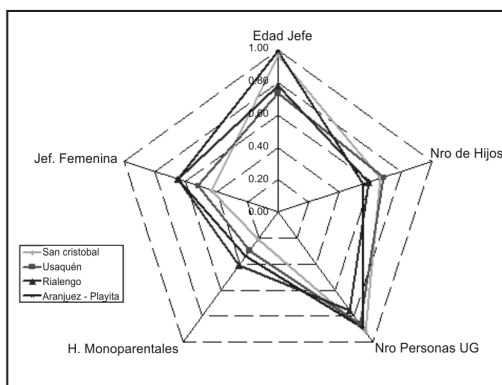 Edad Jefe
1.00
0.80
0.60
0.40
0.20
0.00
Nro de Hijos
Jef. Femenina
San cristobal
Usaquén
Rialengo
Aranjuez - Playita
H. Monoparentales
Nro Personas UG